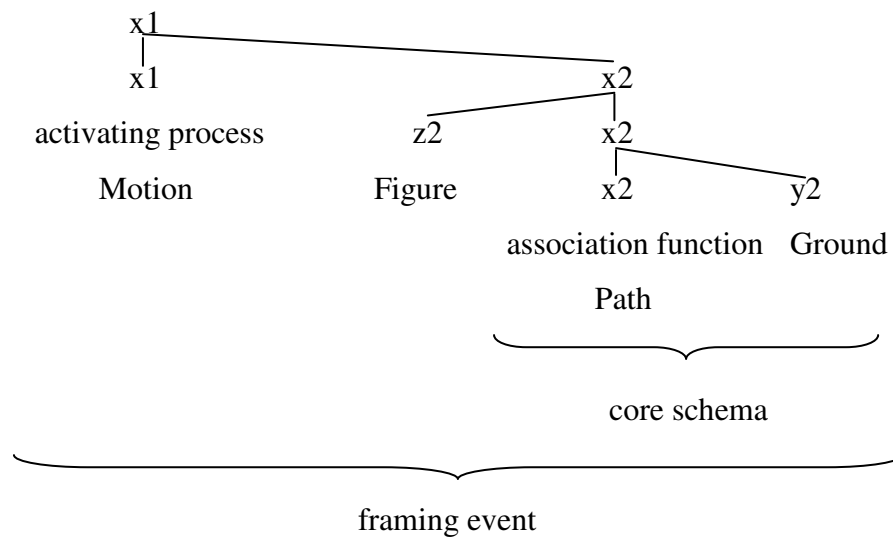 x1
x1 x2
activating process z2 x2
Motion Figure x2 y2
association function Ground
Path
core schema
framing event